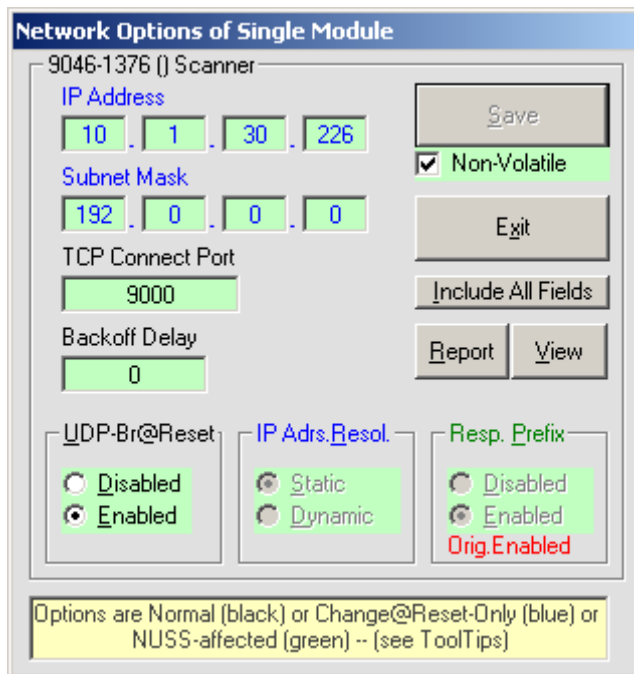 Network Options of Single Module
9046-1376 () Scanner
IP Address
10 . 1 . 30 . 226
Save
Non-Volatile
Subnet Mask
192 . 0 . 0 . 0
Exit
TCP Connect Port
9000
Include All Fields
Backoff Delay
0
Report View
UDP-Br@Reset
Disabled
Enabled
IP Adrs.Resol.
Static
Dynamic
Resp. Prefix
Disabled
Enabled
Orig.Enabled
Options are Normal (black) or Change@Reset-Only (blue) or
NUSS-affected (green) -- (see ToolTips)